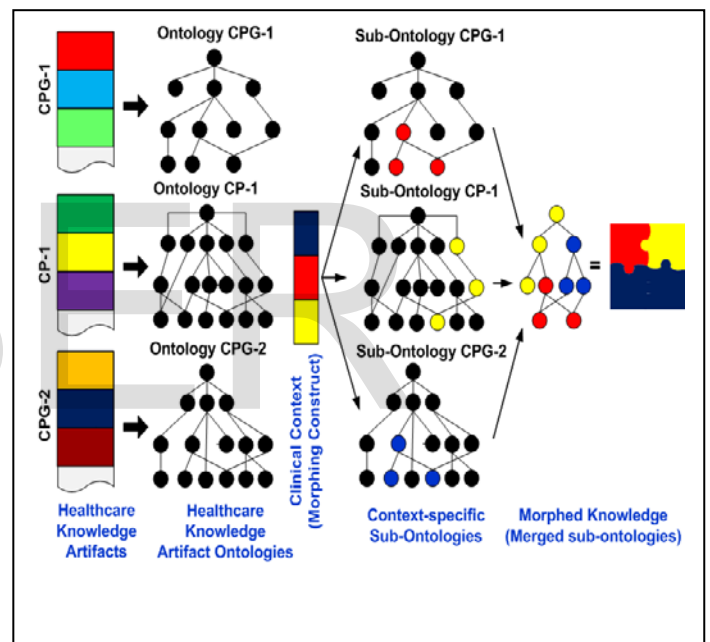 Ontology CPG-1
Sub-Ontology CPG-1
CPG-1
Ontology CP-1
Sub-Ontology CP-1
CP-1
=
Ontology CPG-2
Sub-Ontology CPG-2
CPG-2
Clinical Context
(Morphing Construct)
Healthcare
Knowledge
Artifacts
Healthcare
Knowledge
Artifact Ontologies
Context-specific
Sub-Ontologies
Morphed Knowledge
(Merged sub-ontologies)